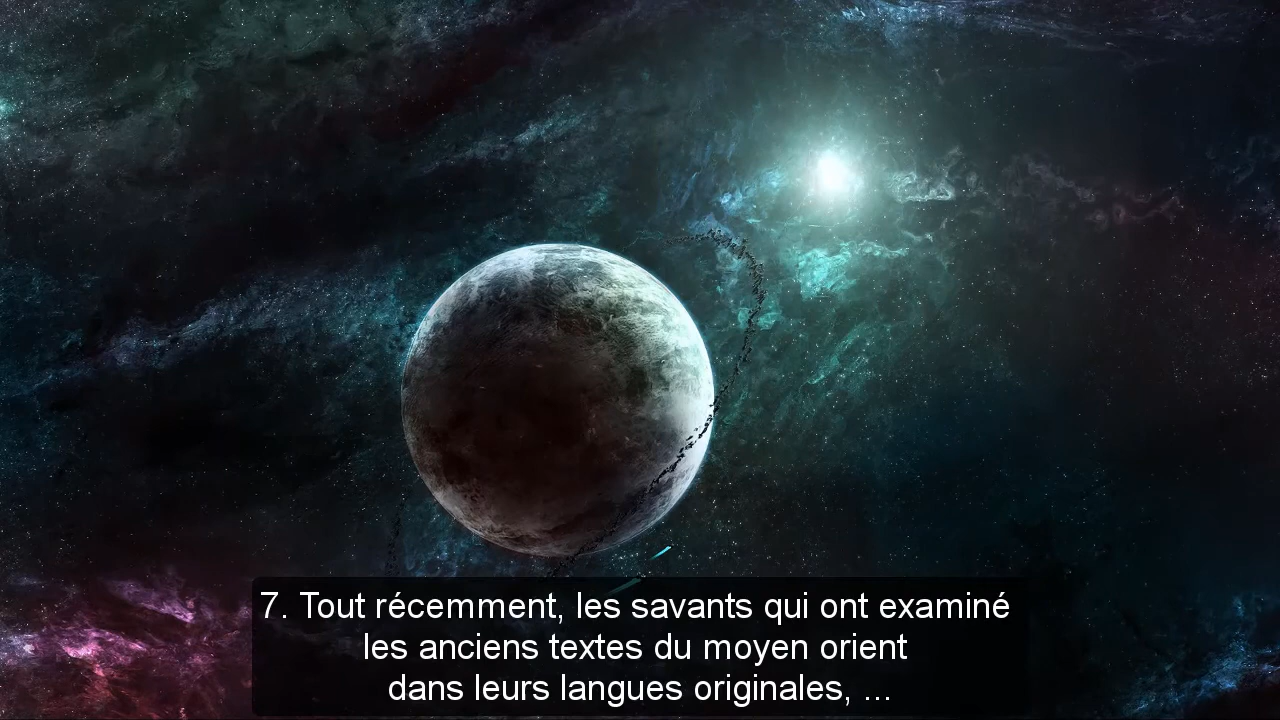 7. Tout récemment, les savants qui ont examiné
les anciens textes du moyen orient
dans leurs langues originales, ...